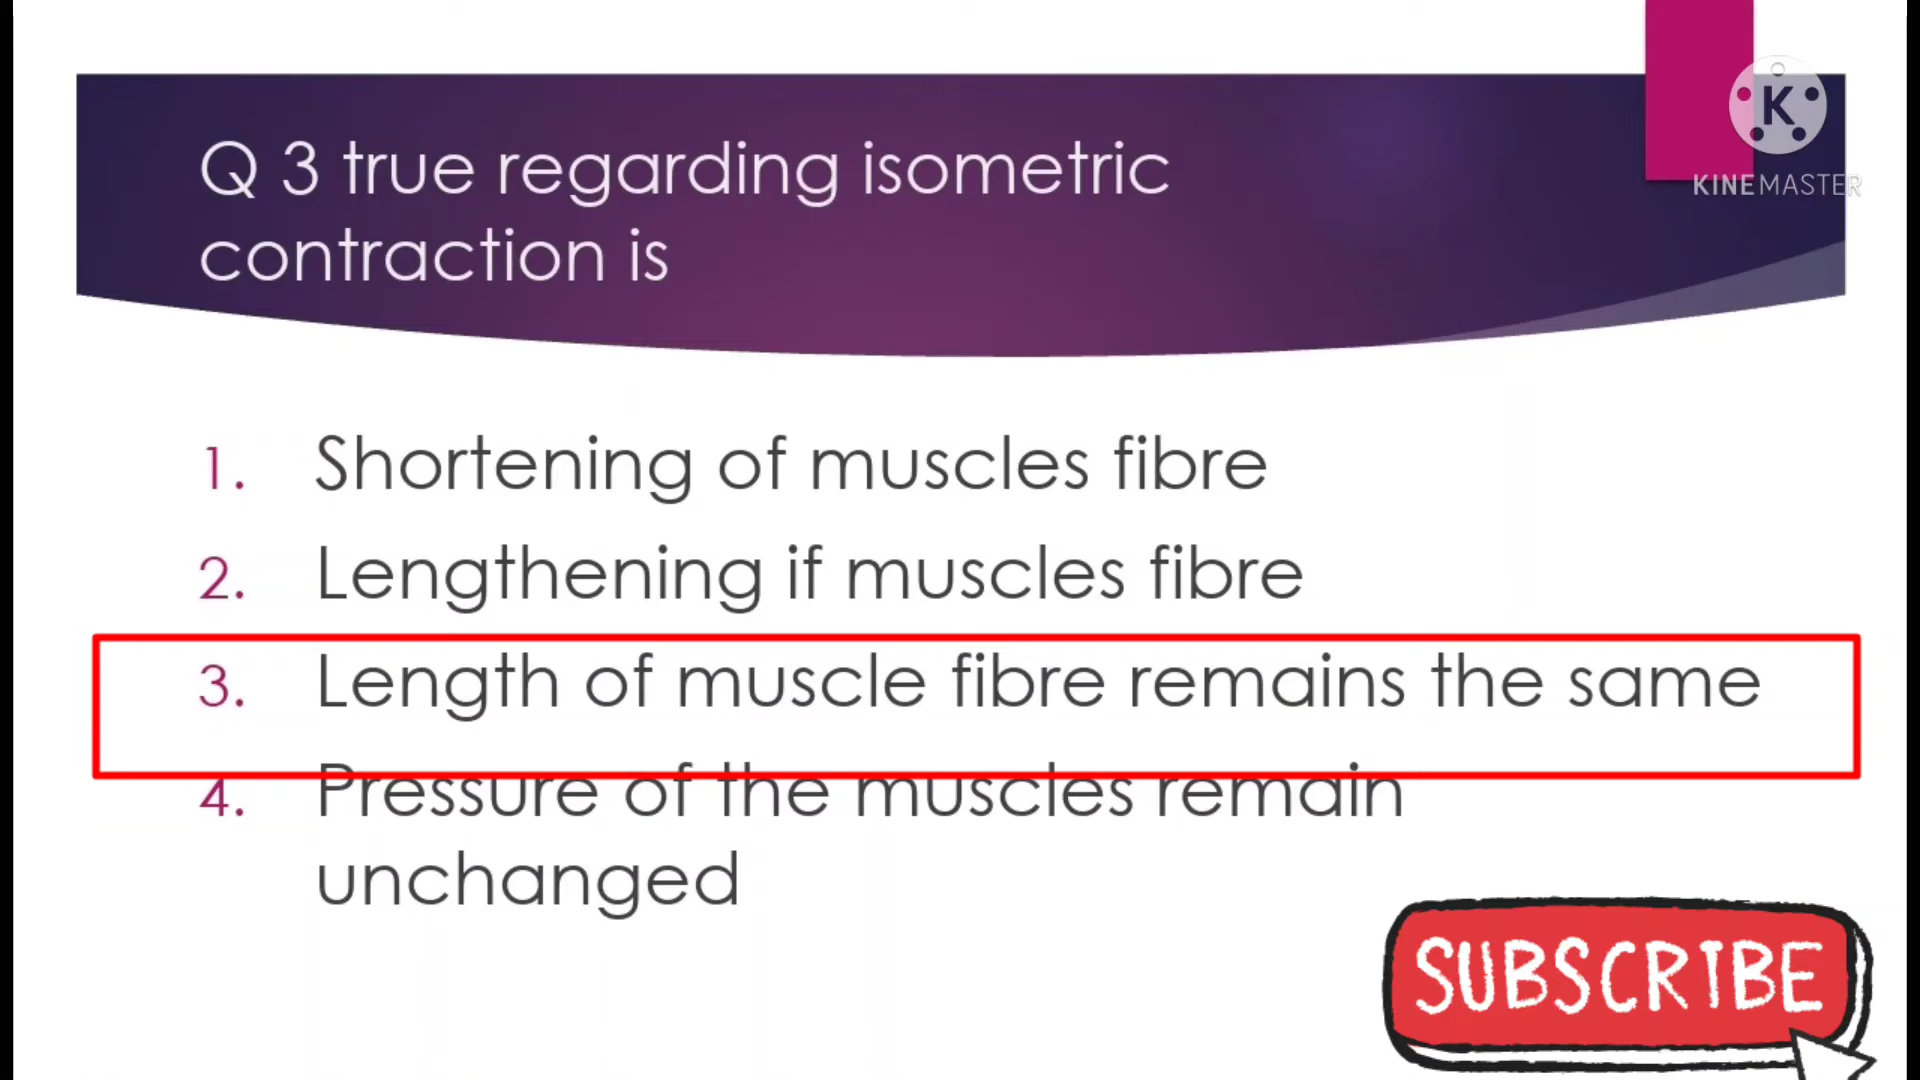 Q 3 true regarding isometric
contraction is
KINEMASTER
1. Shortening of muscles fibre
2. Lengthening if muscles fibre
3. Length of muscle fibre remains the same
4. Pressure of the muscles remain
unchanged
SUBSCRIBE